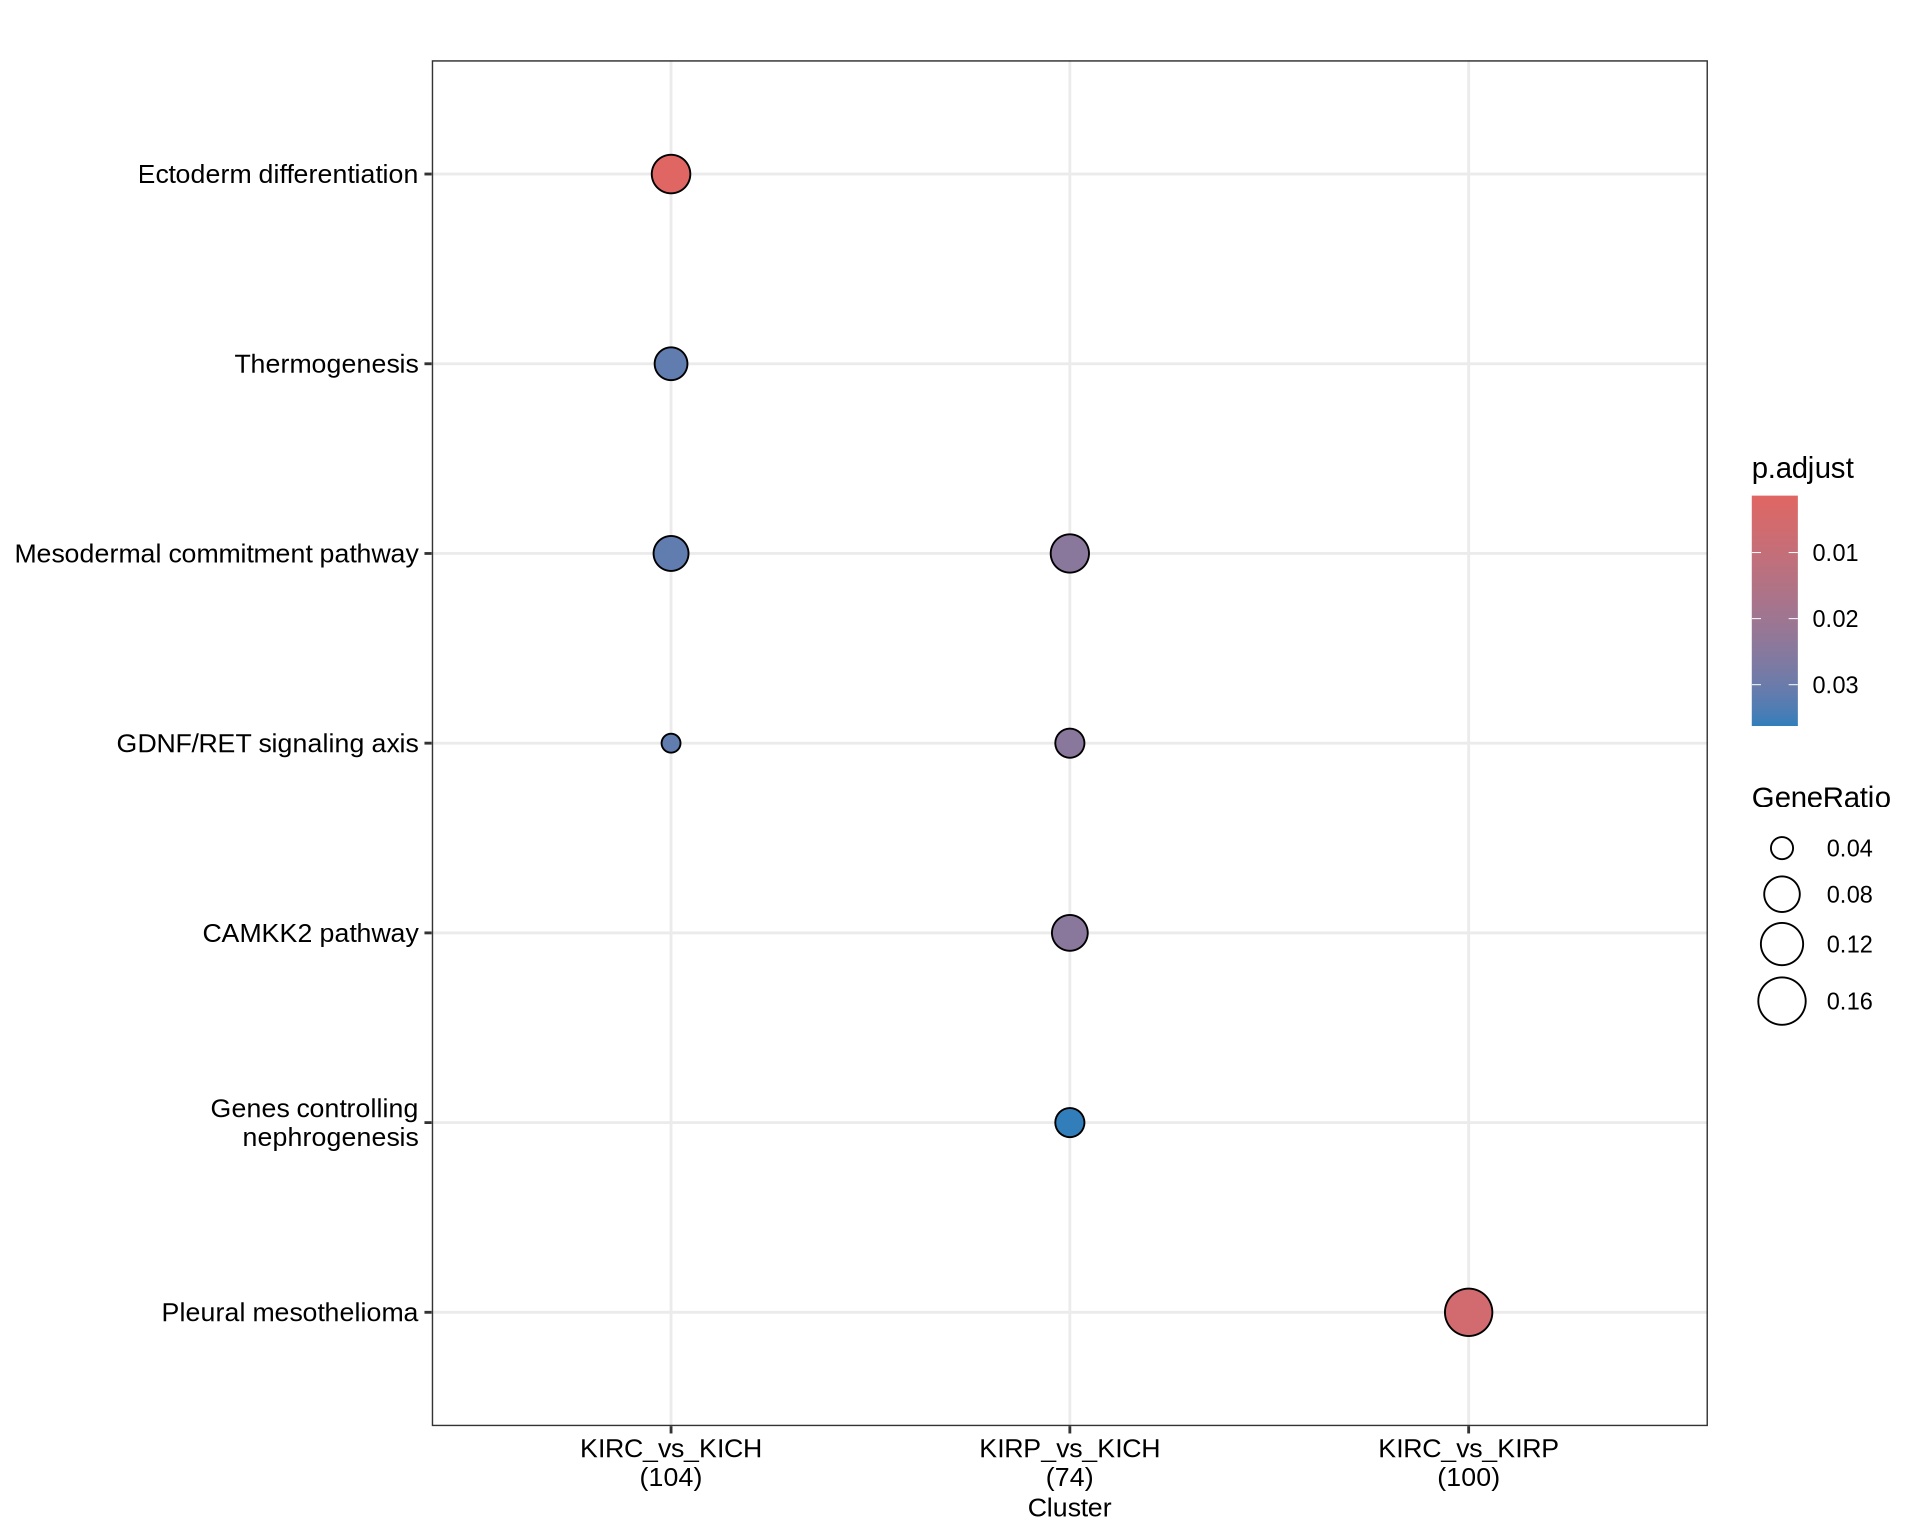 Ectoderm differentiation
Thermogenesis
Mesodermal commitment pathway
GDNF/RET signaling axis
CAMKK2 pathway
Genes controlling
nephrogenesis
Pleural mesothelioma
KIRC_vs_KICH
(104)
KIRP_vs_KICH
(74)
KIRC_vs_KIRP
(100)
Cluster
p.adjust
0.01
0.02
0.03
GeneRatio
0.04
0.08
0.12
0.16